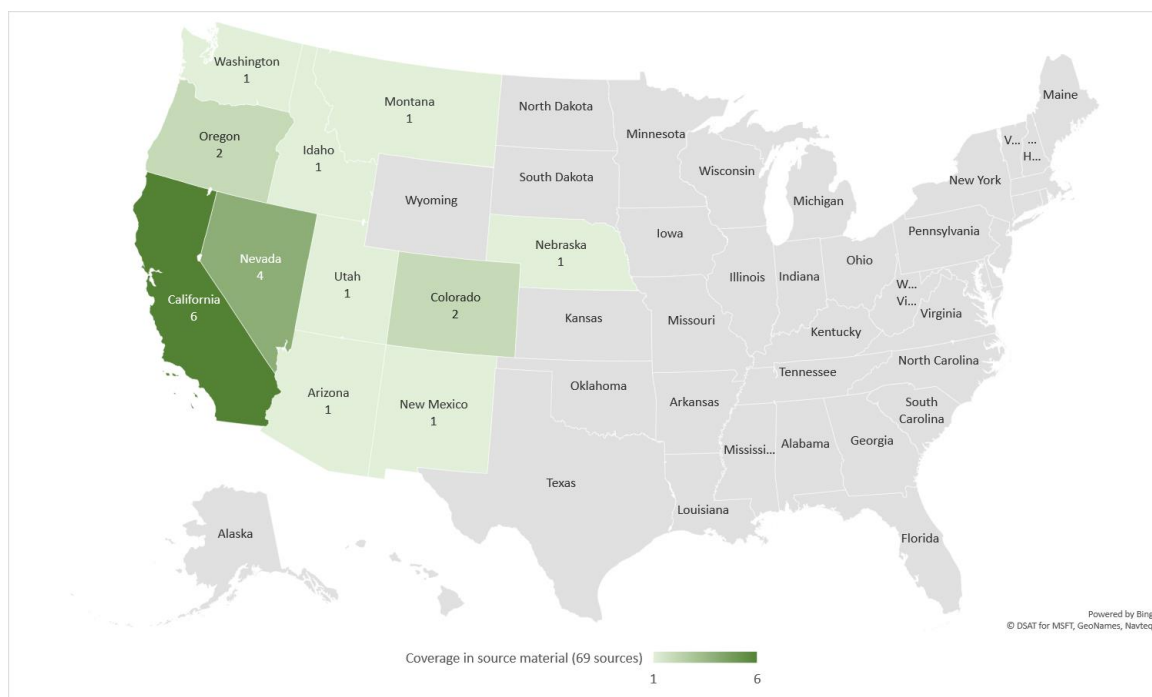 Washington
1
Montana
1
North Dakota
Minnesota
Maine
Oregon
2
Idaho
1
South Dakota
Wisconsin
Michigan
V...
...
H...
New York
Wyoming
Iowa
Pennsylvania
Nebraska
1
Nevada
4
Utah
1
Colorado
2
Illinois
Indiana
Ohio
W...
Vi...
Virginia
California
6
Kansas
Missouri
Kentucky
North Carolina
Tennessee
Arizona
1
New Mexico
1
Oklahoma
Arkansas
South
Carolina
Mississi...
Alabama
Georgia
Texas
Louisiana
Alaska
Florida
Powered by Bing
© DSAT for MSFT, GeoNames, Navteq
Coverage in source material (69 sources)
1
6